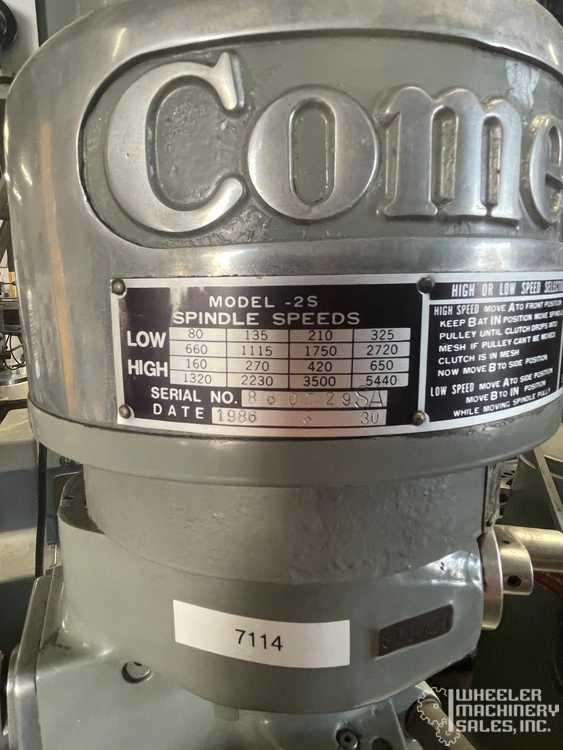 Come
MODEL -2S
SPINDLE SPEEDS
LOW
80 135 210 325
660 1115 1750 2720
HIGH
160 270 420 650
1320 2230 3500 5440
SERIAL NO. 29SA
DATE 1986 3 30
HIGH OR LOW SPEED
HIGH SPEED MOVE A TO FRONT POSITION
KEEP B AT IN POSITION MOVE
PULLEY UNTIL CLUTCH DROPS INTO
MESH IF PULLEY CAN'T BE MOVED
CLUTCH IS IN MESH
NOW MOVE B TO SIDE POSITION
LOW SPEED MOVE A TO SIDE POSITION
MOVE B TO IN POSITION
WHILE MOVING SPINDLE
7114
WHEELER
MACHINERY
SALES, INC.